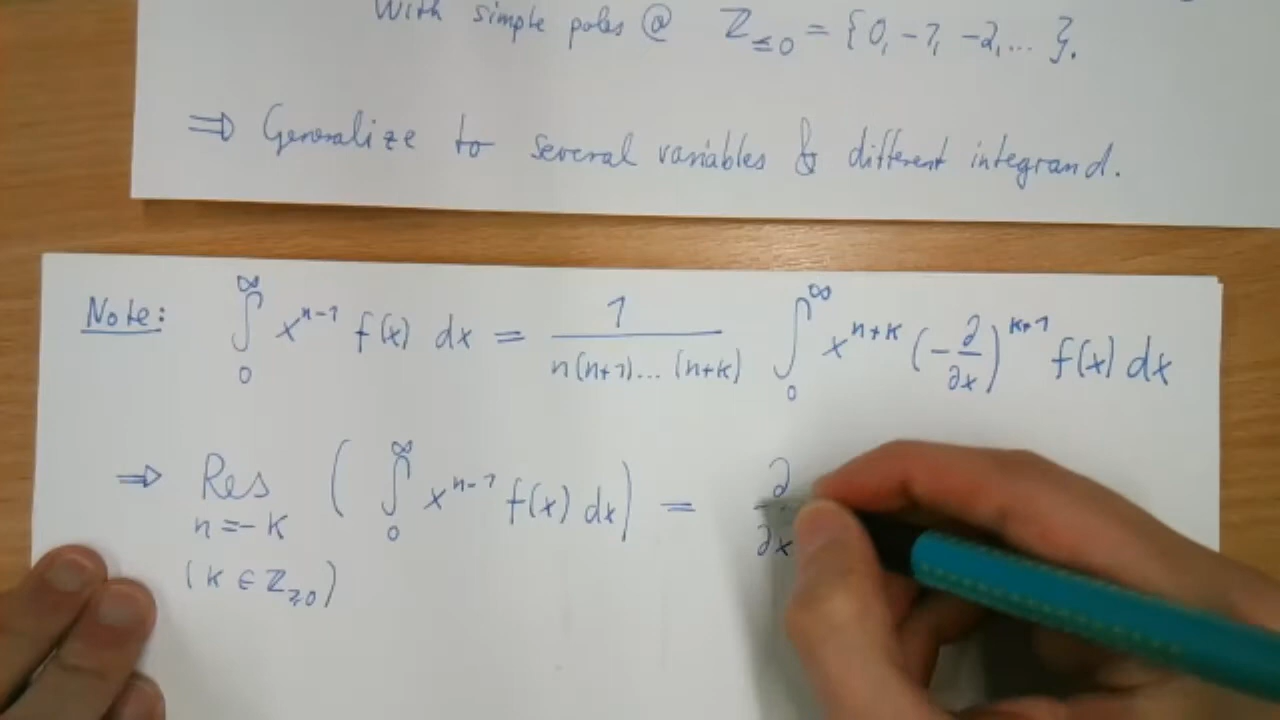 With simple poles @ ℤ≤0 = {0, -1, -2, ... }.
⇒ Generalize to several variables & different integrand.
Note: ∫₀^∞ x^{n-1} f(x) dx = 1/(n(n+1)...(n+k)) ∫₀^∞ x^{n+k} (-∂/∂x)^{k+1} f(x) dx
⇒ Res_{n=-k} ( ∫₀^∞ x^{n-1} f(x) dx ) = ∂/∂x
(k ∈ ℤ≥0)